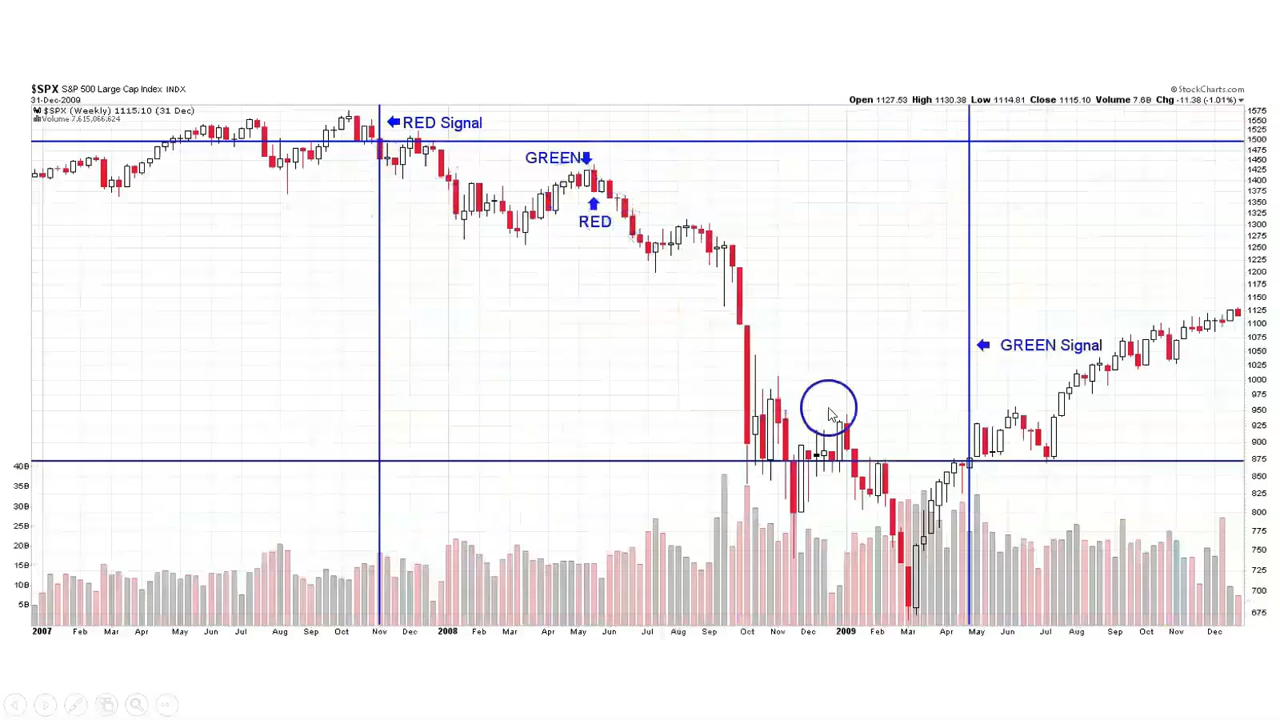 $SPX S&P 500 Large Cap Index INDX
© StockCharts.com
31-Dec-2009
Open 1127.53 High 1130.38 Low 1114.81 Close 1115.10 Volume 7.6B Chg -11.38 (-1.01%)
$SPX (Weekly) 1115.10 (31 Dec)
Volume 7,615,066,624
RED Signal
GREEN
RED
GREEN Signal
1575
1550
1525
1500
1475
1450
1425
1400
1375
1350
1325
1300
1275
1250
1225
1200
1175
1150
1125
1100
1075
1050
1025
1000
975
950
925
900
875
850
825
800
775
750
725
700
675
40B
35B
30B
25B
20B
15B
10B
5B
2007 Feb Mar Apr May Jun Jul Aug Sep Oct Nov Dec 2008 Feb Mar Apr May Jun Jul Aug Sep Oct Nov Dec 2009 Feb Mar Apr May Jun Jul Aug Sep Oct Nov Dec